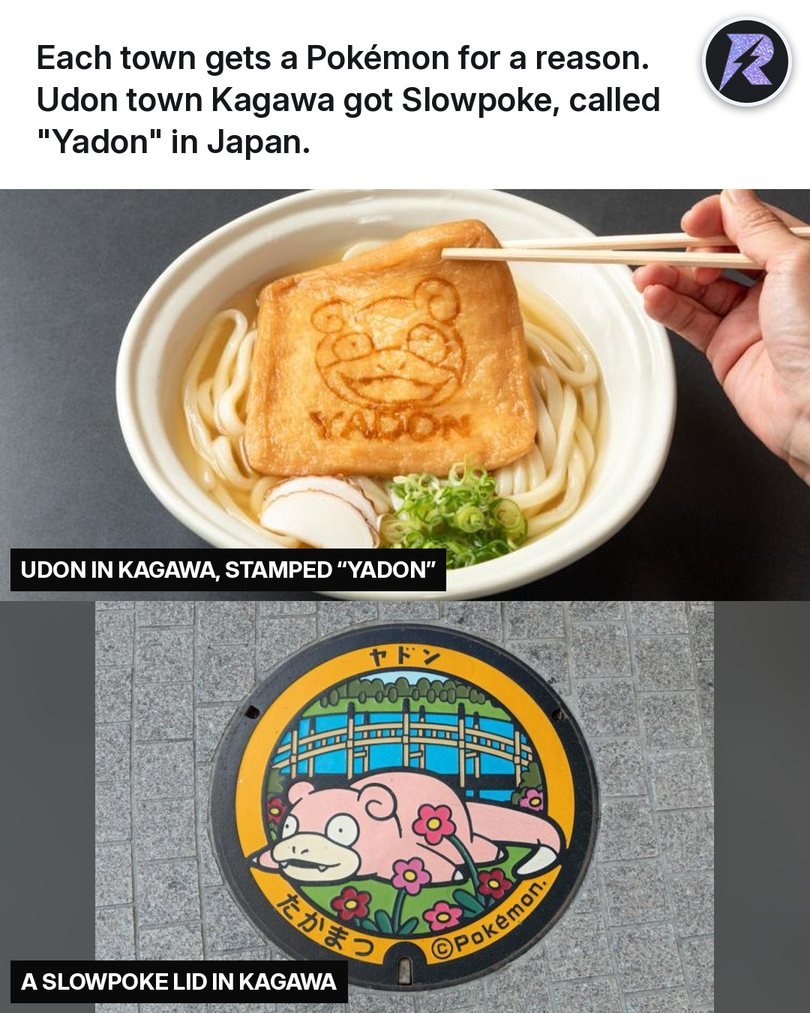 Each town gets a Pokémon for a reason.
Udon town Kagawa got Slowpoke, called
"Yadon" in Japan.
R
YADON
UDON IN KAGAWA, STAMPED “YADON”
ヤドン
たかまつ
©Pokémon.
A SLOWPOKE LID IN KAGAWA